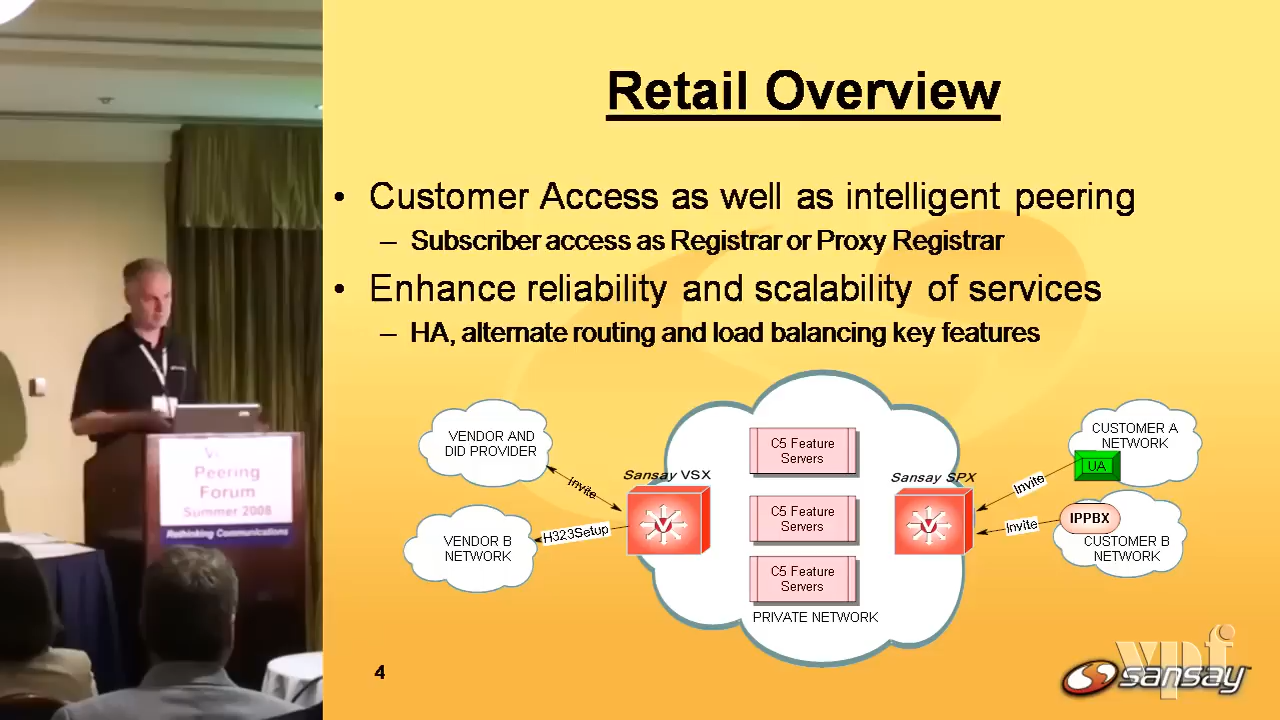 Retail Overview
• Customer Access as well as intelligent peering
– Subscriber access as Registrar or Proxy Registrar
• Enhance reliability and scalability of services
– HA, alternate routing and load balancing key features
VENDOR AND
DID PROVIDER
Invite
Sansay VSX
H323Setup
VENDOR B
NETWORK
C5 Feature
Servers
C5 Feature
Servers
C5 Feature
Servers
PRIVATE NETWORK
Sansay SPX
Invite
Invite
CUSTOMER A
NETWORK
UA
IPPBX
CUSTOMER B
NETWORK
Peering
Forum
Summer 2008
Rethinking Communications
4
vpf
sansay